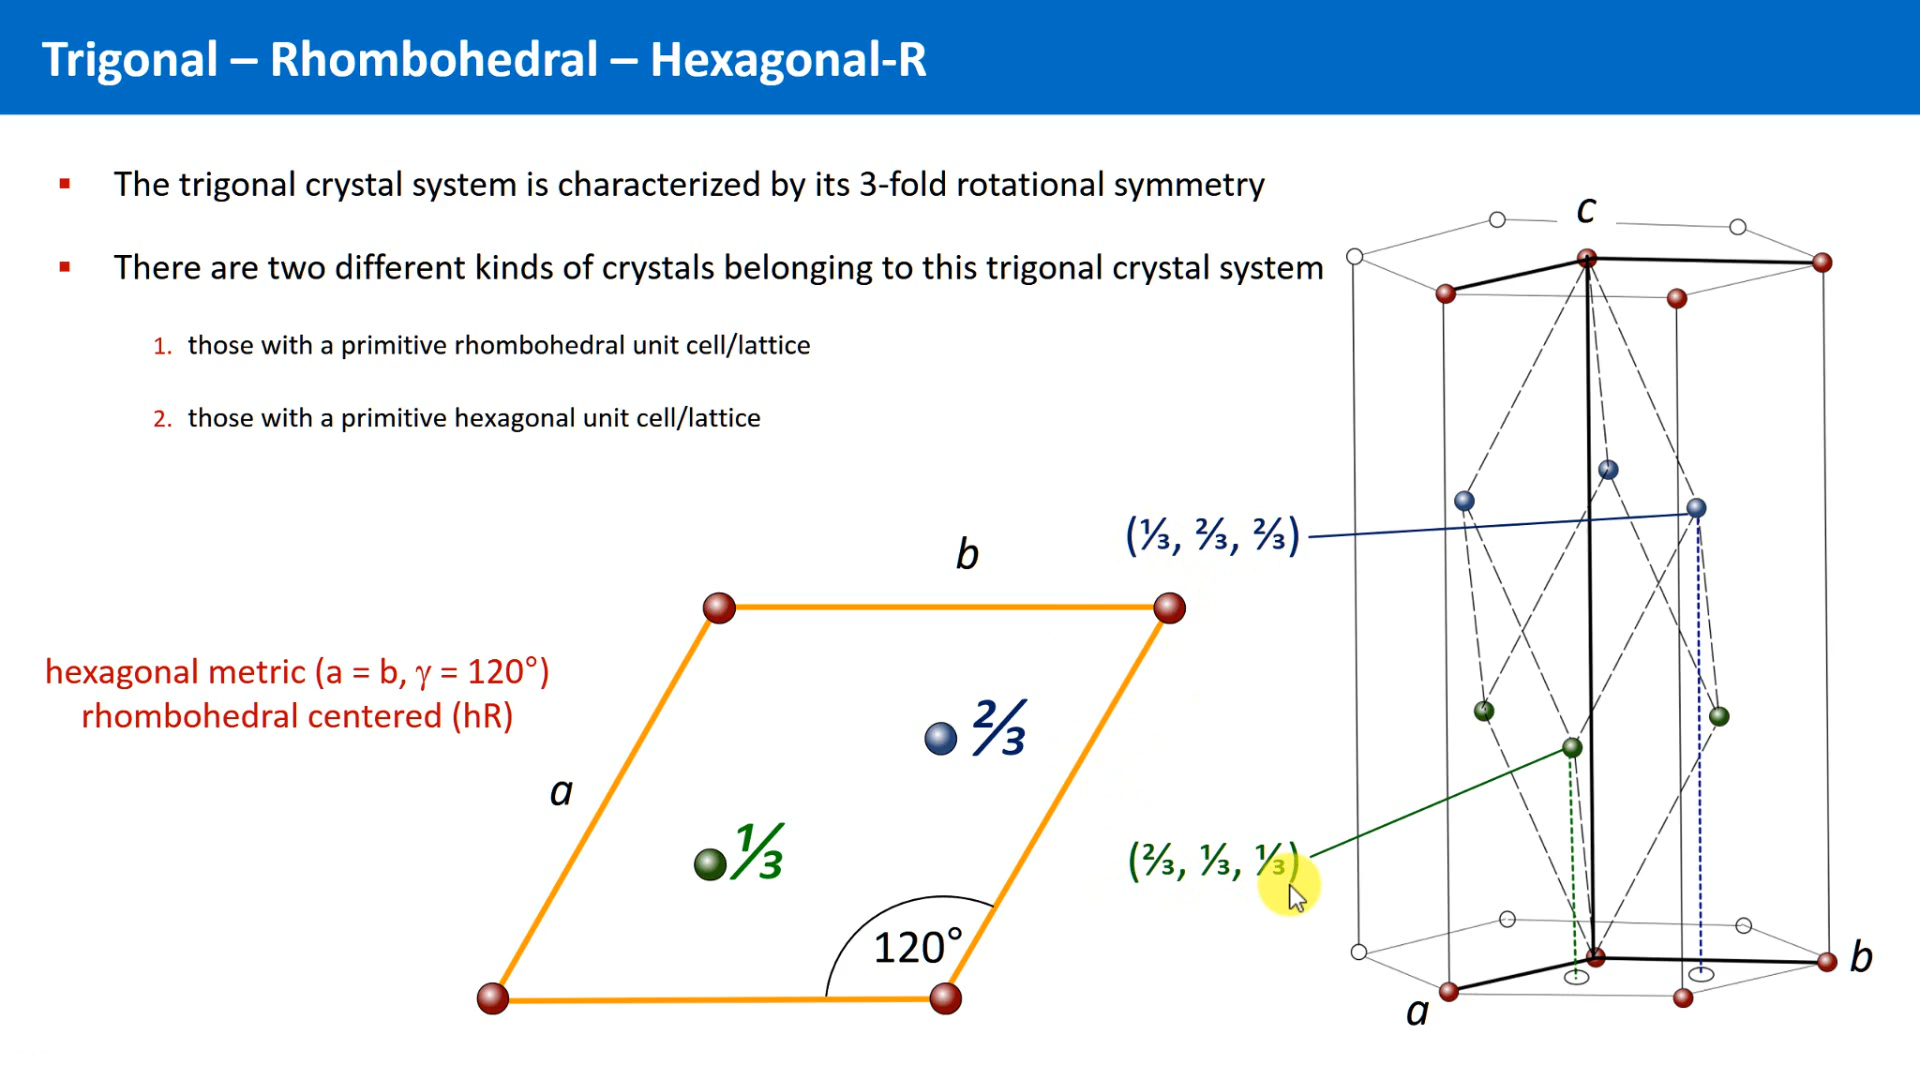 Trigonal – Rhombohedral – Hexagonal-R
▪ The trigonal crystal system is characterized by its 3-fold rotational symmetry
▪ There are two different kinds of crystals belonging to this trigonal crystal system
1. those with a primitive rhombohedral unit cell/lattice
2. those with a primitive hexagonal unit cell/lattice
hexagonal metric (a = b, γ = 120°)
rhombohedral centered (hR)
b
a
⅔
⅓
120°
(⅓, ⅔, ⅔)
(⅔, ⅓, ⅓)
c
b
a